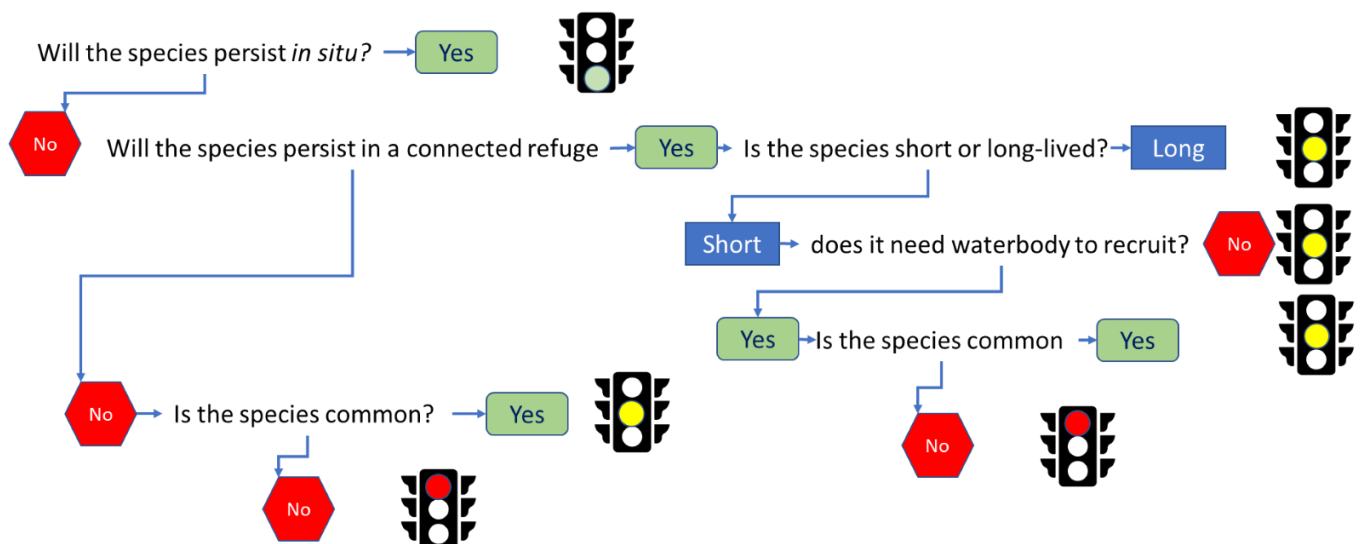 Will the species persist in situ? Yes
No
Will the species persist in a connected refuge Yes Is the species short or long-lived? Long
Short does it need waterbody to recruit? No
Yes Is the species common Yes
No Is the species common? Yes
No
No